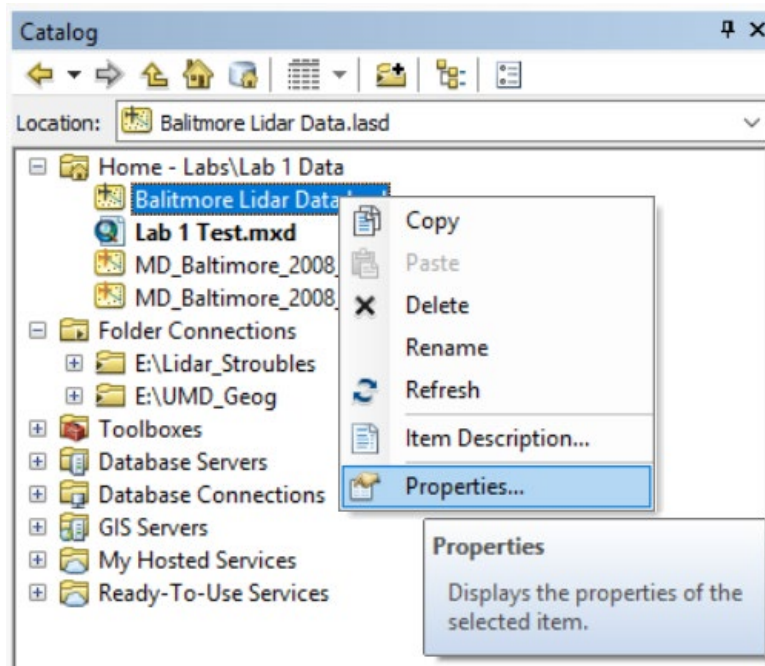 Catalog
Location: Balitmore Lidar Data.lasd
Home - Labs\Lab 1 Data
Balitmore Lidar Data
Lab 1 Test.mxd
MD_Baltimore_2008_
MD_Baltimore_2008_
Folder Connections
E:\Lidar_Stroubles
E:\UMD_Geog
Toolboxes
Database Servers
Database Connections
GIS Servers
My Hosted Services
Ready-To-Use Services
Copy
Paste
Delete
Rename
Refresh
Item Description...
Properties...
Properties
Displays the properties of the
selected item.